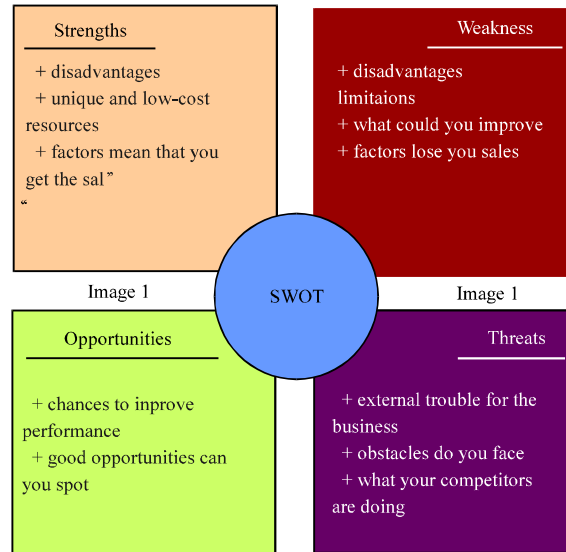 Strengths
+ disadvantages
+ unique and low-cost
resources
+ factors mean that you
get the sal”
“
Weakness
+ disadvantages
limitaions
+ what could you improve
+ factors lose you sales
Image 1
SWOT
Image 1
Opportunities
+ chances to inprove
performance
+ good opportunities can
you spot
Threats
+ external trouble for the
business
+ obstacles do you face
+ what your competitors
are doing